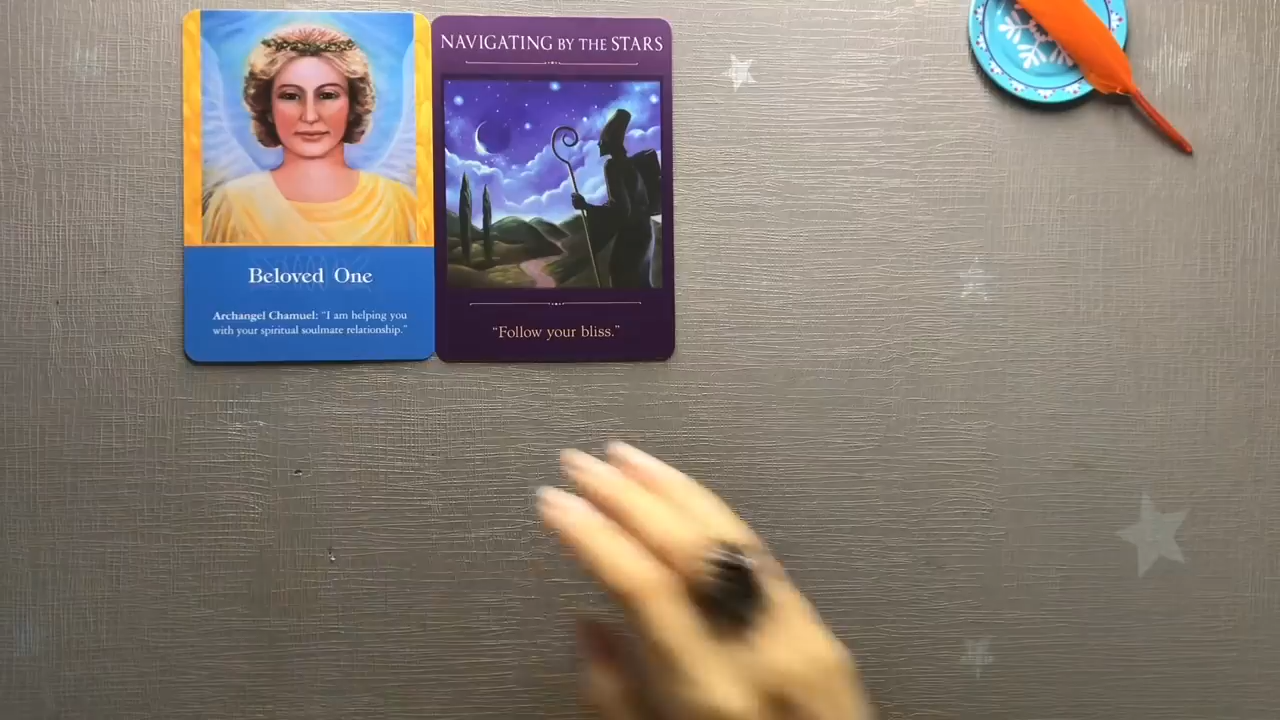 Beloved One
Archangel Chamuel: “I am helping you
with your spiritual soulmate relationship.”
NAVIGATING BY THE STARS
“Follow your bliss.”